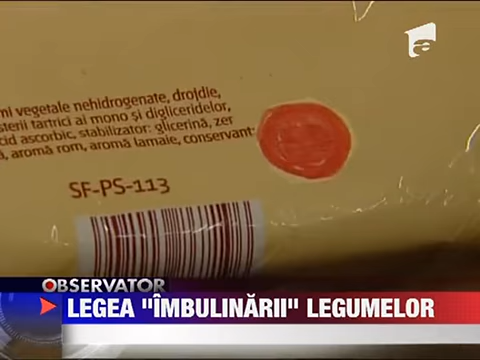 ni vegetale nehidrogenate, drojdie,
sterii tartrici ai mono și digliceridelor,
cid ascorbic, stabilizator: glicerină, zer
ă, aromă rom, aromă lamaie, conservant:
SF-PS-113
OBSERVATOR
LEGEA "ÎMBULINĂRII" LEGUMELOR